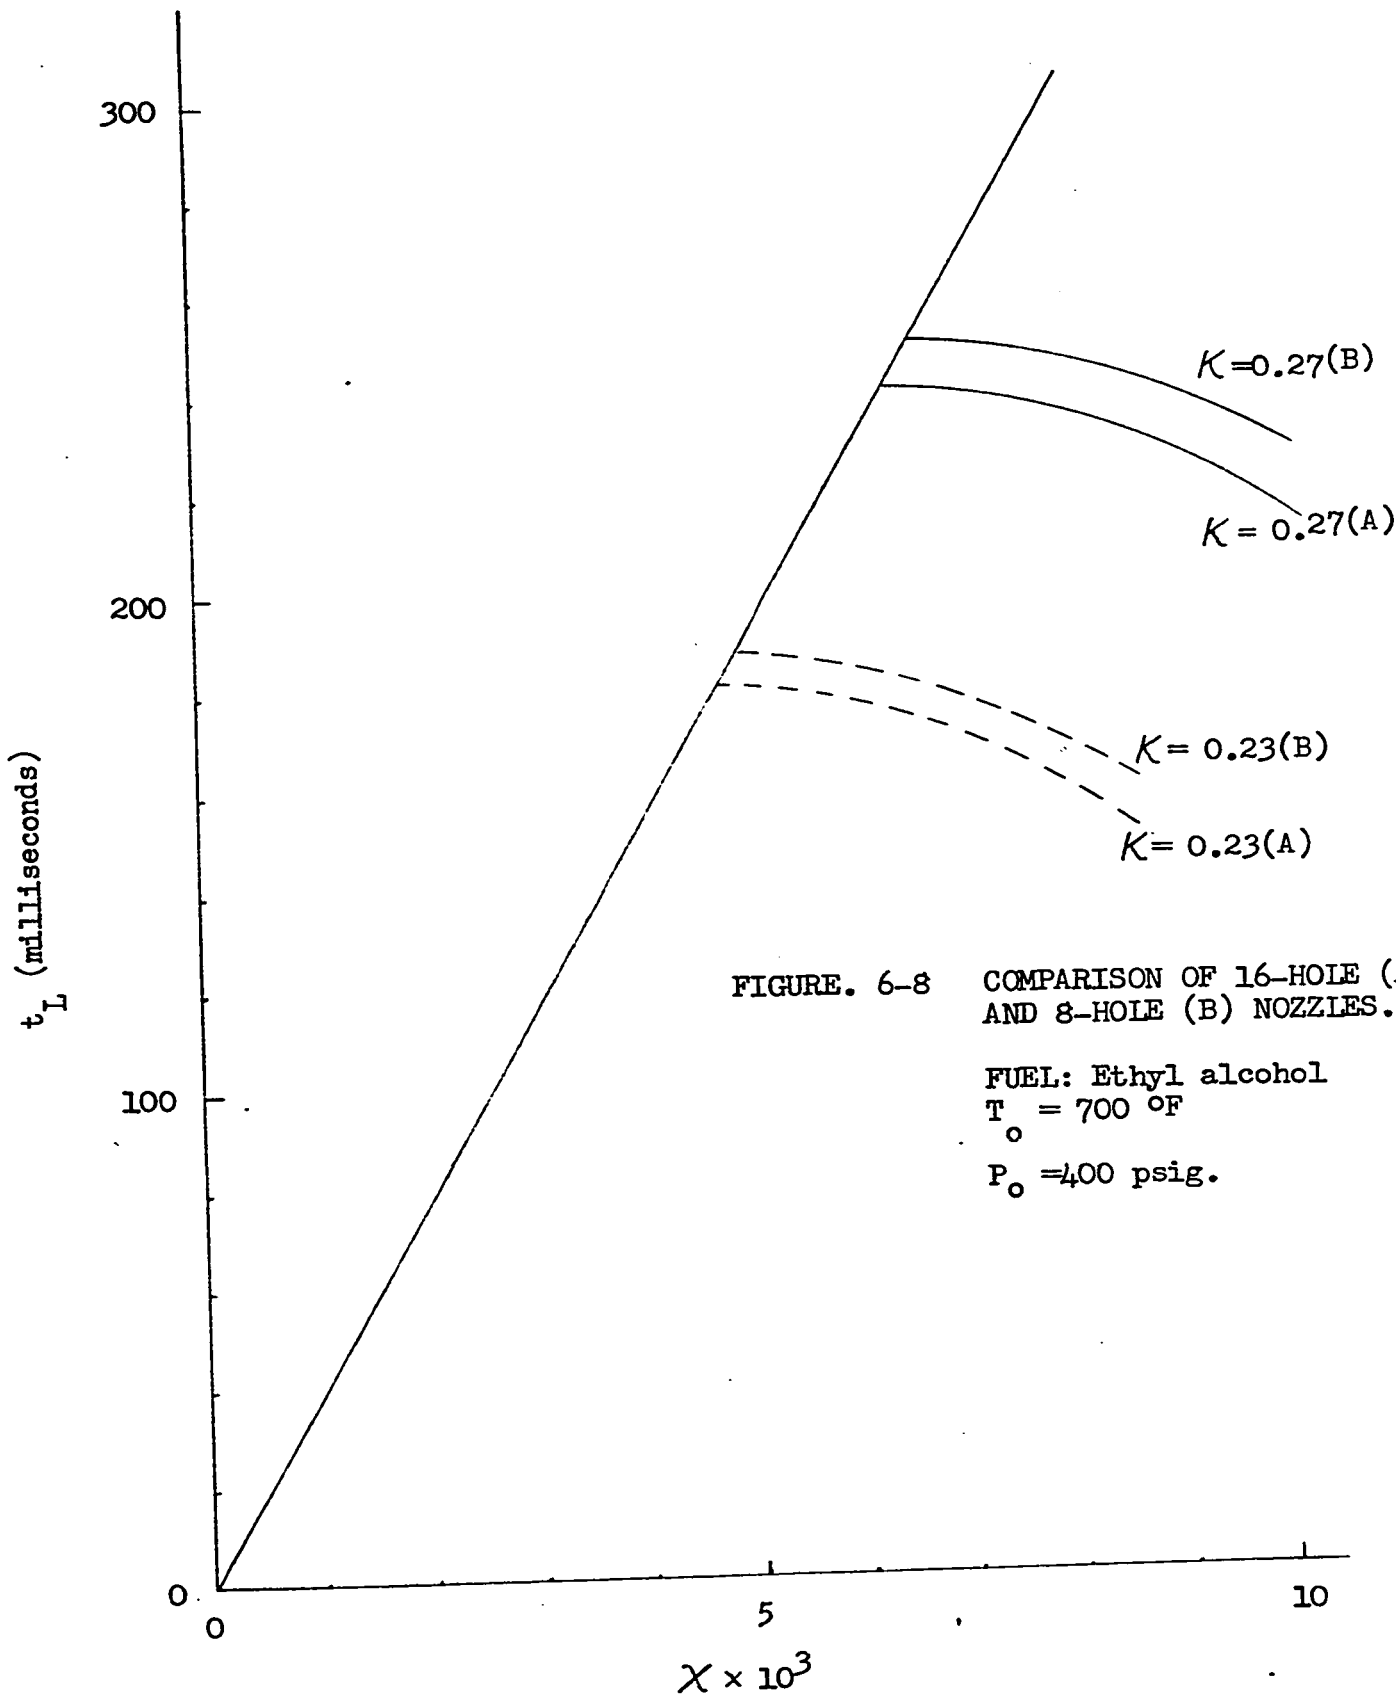 300
200
100
0
0
5
10
t_L (milliseconds)
χ × 10³
K=0.27(B)
K = 0.27(A)
K = 0.23(B)
K = 0.23(A)
FIGURE. 6-8 COMPARISON OF 16-HOLE (
AND 8-HOLE (B) NOZZLES.
FUEL: Ethyl alcohol
T_o = 700 °F
P_o =400 psig.